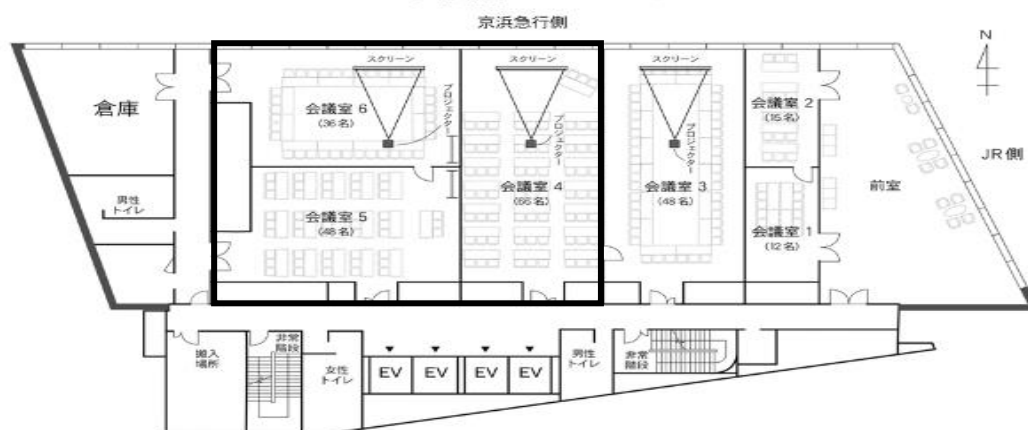 京浜急行側
N
スクリーン
スクリーン
スクリーン
倉庫
会議室 6
(36名)
プロジェクター
プロジェクター
プロジェクター
会議室 2
(15名)
JR側
男性
トイレ
会議室 5
(48名)
会議室 4
(66名)
会議室 3
(48名)
前室
会議室 1
(12名)
搬入
場所
非常
階段
女性
トイレ
EV
EV
EV
EV
男性
トイレ
非常
階段